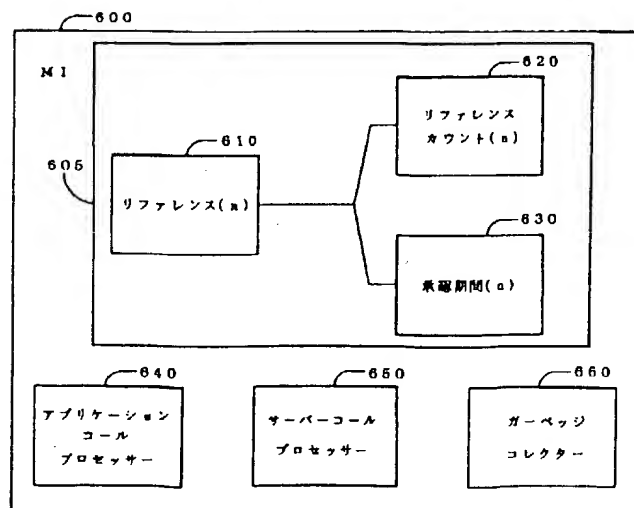 600
MI
605
610
リファレンス(n)
620
リファレンス
カウント(n)
630
承認期間(n)
640
アプリケーション
コール
プロセッサー
650
サーバーコール
プロセッサー
660
ガーベッジ
コレクター